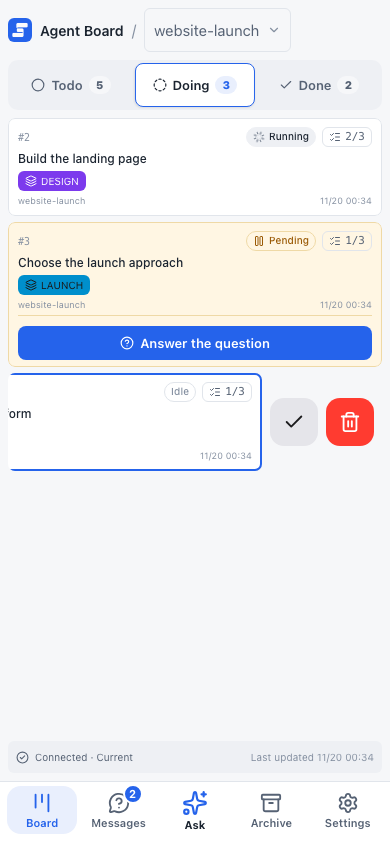 Agent Board / website-launch
Todo 5 Doing 3 Done 2
#2 Running 2/3
Build the landing page
DESIGN
website-launch 11/20 00:34
#3 Pending 1/3
Choose the launch approach
LAUNCH
website-launch 11/20 00:34
Answer the question
Idle 1/3
orm
11/20 00:34
Connected · Current Last updated 11/20 00:34
2
Board Messages Ask Archive Settings